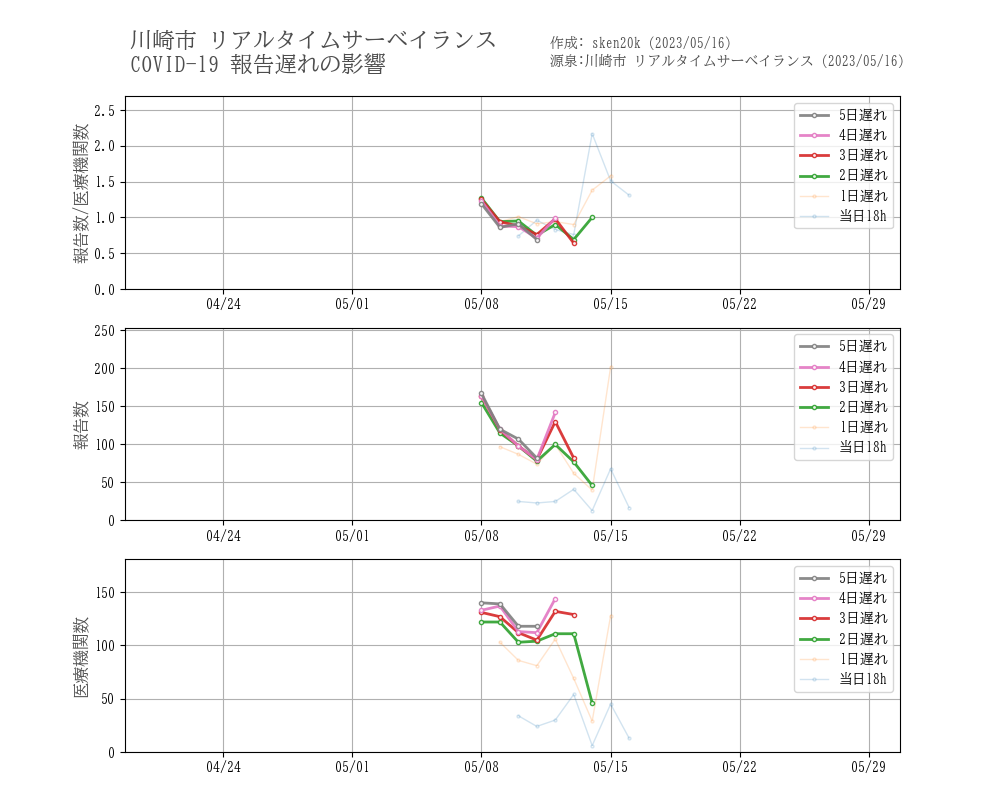 川崎市 リアルタイムサーベイランス
COVID-19 報告遅れの影響
作成: sken20k (2023/05/16)
源泉:川崎市 リアルタイムサーベイランス (2023/05/16)
報告数/医療機関数
2.5
2.0
1.5
1.0
0.5
0.0
5日遅れ
4日遅れ
3日遅れ
2日遅れ
1日遅れ
当日18h
04/24 05/01 05/08 05/15 05/22 05/29
報告数
250
200
150
100
50
0
5日遅れ
4日遅れ
3日遅れ
2日遅れ
1日遅れ
当日18h
04/24 05/01 05/08 05/15 05/22 05/29
医療機関数
150
100
50
0
5日遅れ
4日遅れ
3日遅れ
2日遅れ
1日遅れ
当日18h
04/24 05/01 05/08 05/15 05/22 05/29